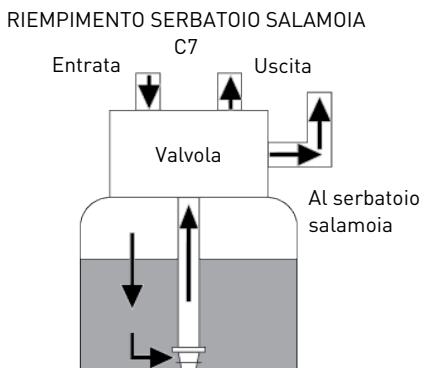 RIEMPIMENTO SERBATOIO SALAMOIA
C7
Entrata
Uscita
Valvola
Al serbatoio
salamoia